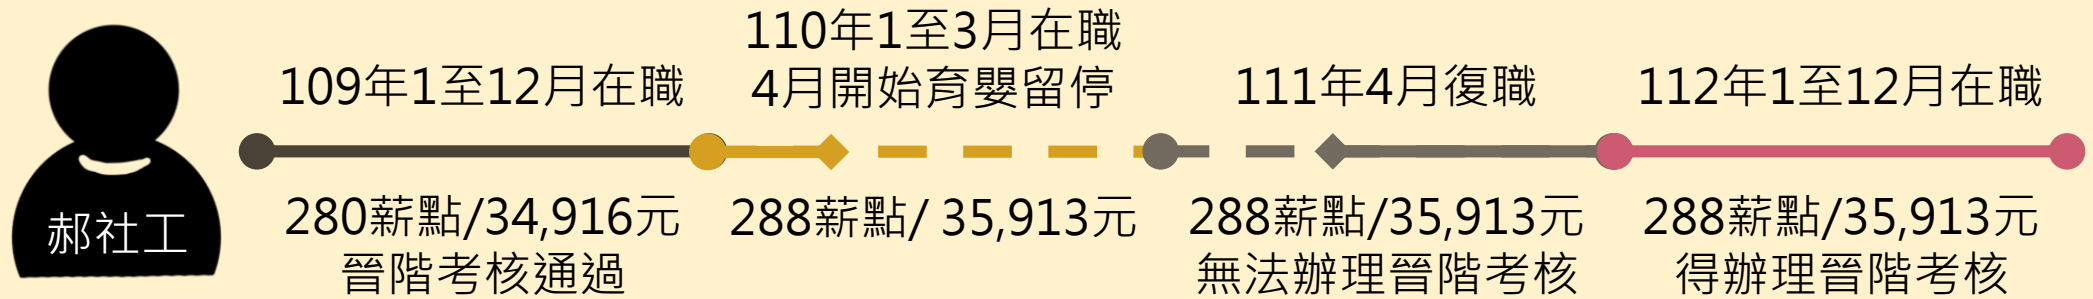 郝社工
109年1至12月在職
280薪點/34,916元
晉階考核通過
110年1至3月在職
4月開始育嬰留停
288薪點/ 35,913元
111年4月復職
288薪點/35,913元
無法辦理晉階考核
112年1至12月在職
288薪點/35,913元
得辦理晉階考核